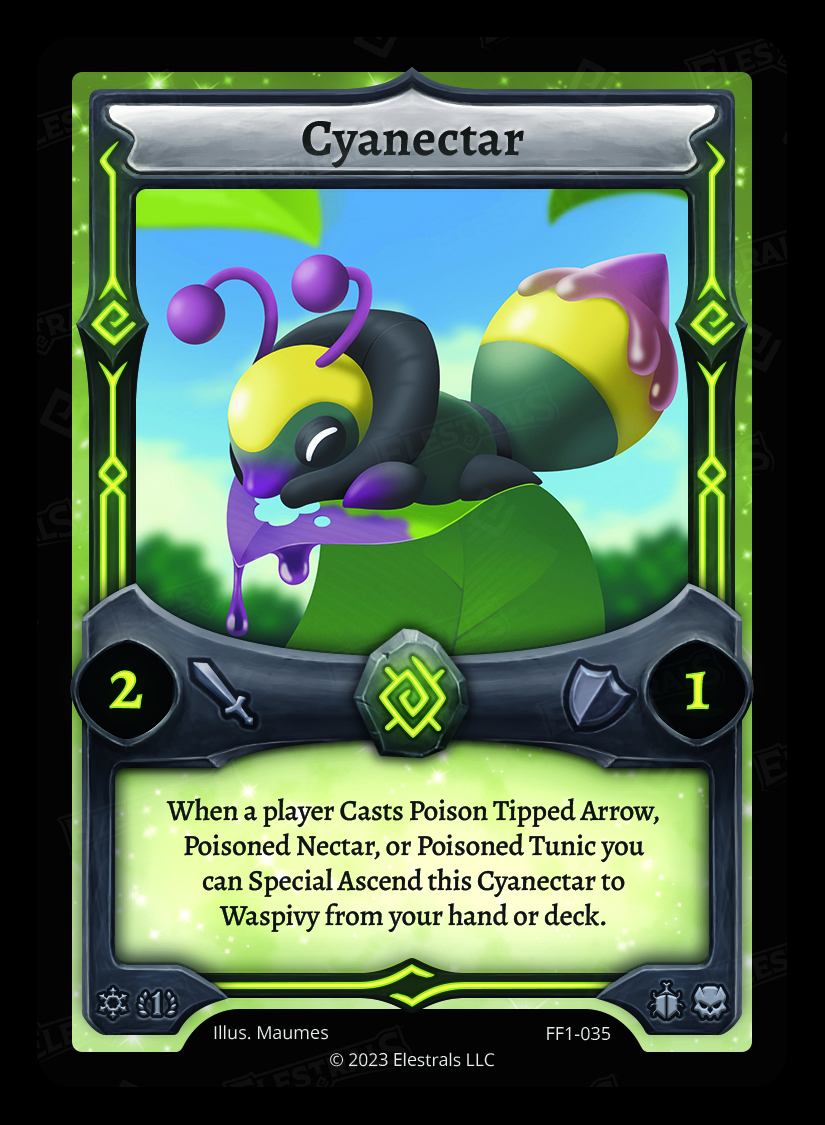 Cyanectar
2
1
When a player Casts Poison Tipped Arrow,
Poisoned Nectar, or Poisoned Tunic you
can Special Ascend this Cyanectar to
Waspivy from your hand or deck.
1
Illus. Maumes
FF1-035
© 2023 Elestrals LLC
ELESTRALS